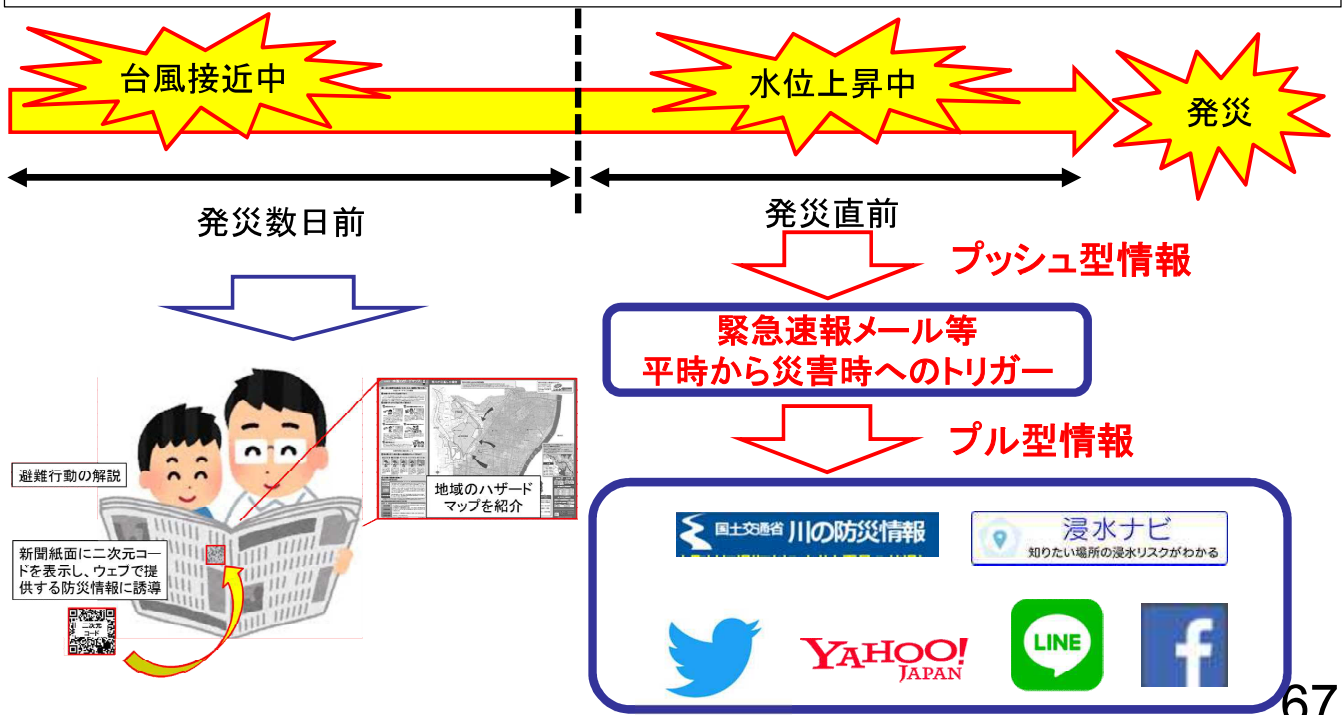 台風接近中
水位上昇中
発災
発災数日前
発災直前
プッシュ型情報
緊急速報メール等
平時から災害時へのトリガー
プル型情報
避難行動の解説
地域のハザード
マップを紹介
新聞紙面に二次元コー
ドを表示し、ウェブで提
供する防災情報に誘導
二次元
コード
国土交通省 川の防災情報
浸水ナビ
知りたい場所の浸水リスクがわかる
YAHOO!
JAPAN
LINE
f
67